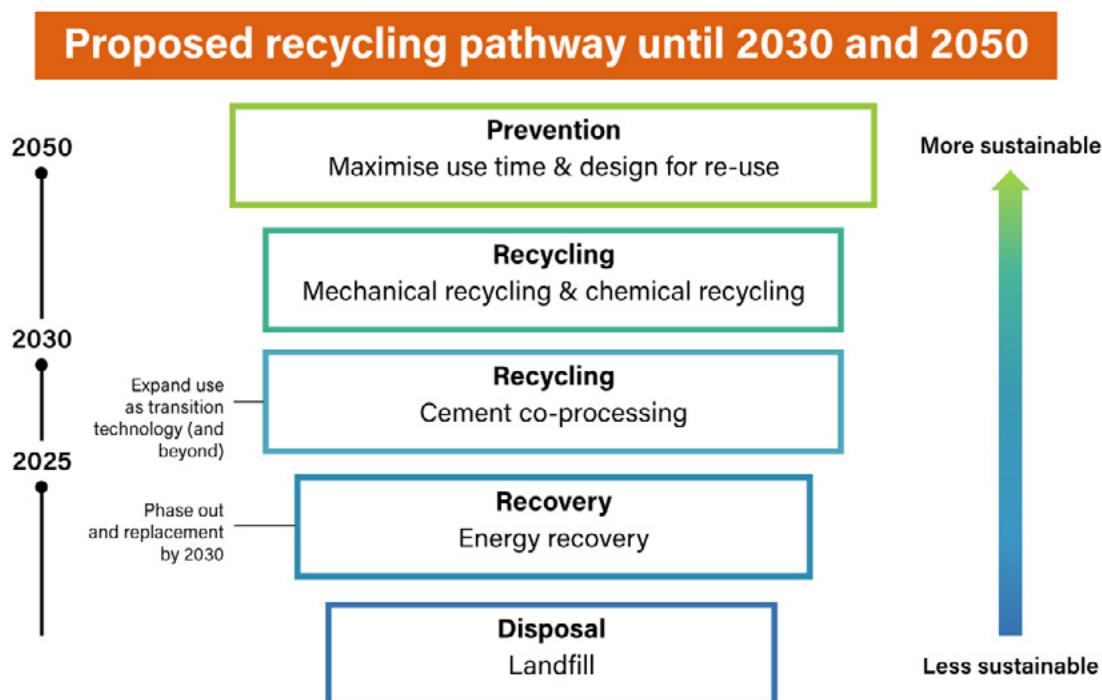 Proposed recycling pathway until 2030 and 2050
2050
Prevention
Maximise use time & design for re-use
More sustainable
Recycling
Mechanical recycling & chemical recycling
2030
Expand use
as transition
technology (and
beyond)
Recycling
Cement co-processing
2025
Phase out
and replacement
by 2030
Recovery
Energy recovery
Disposal
Landfill
Less sustainable